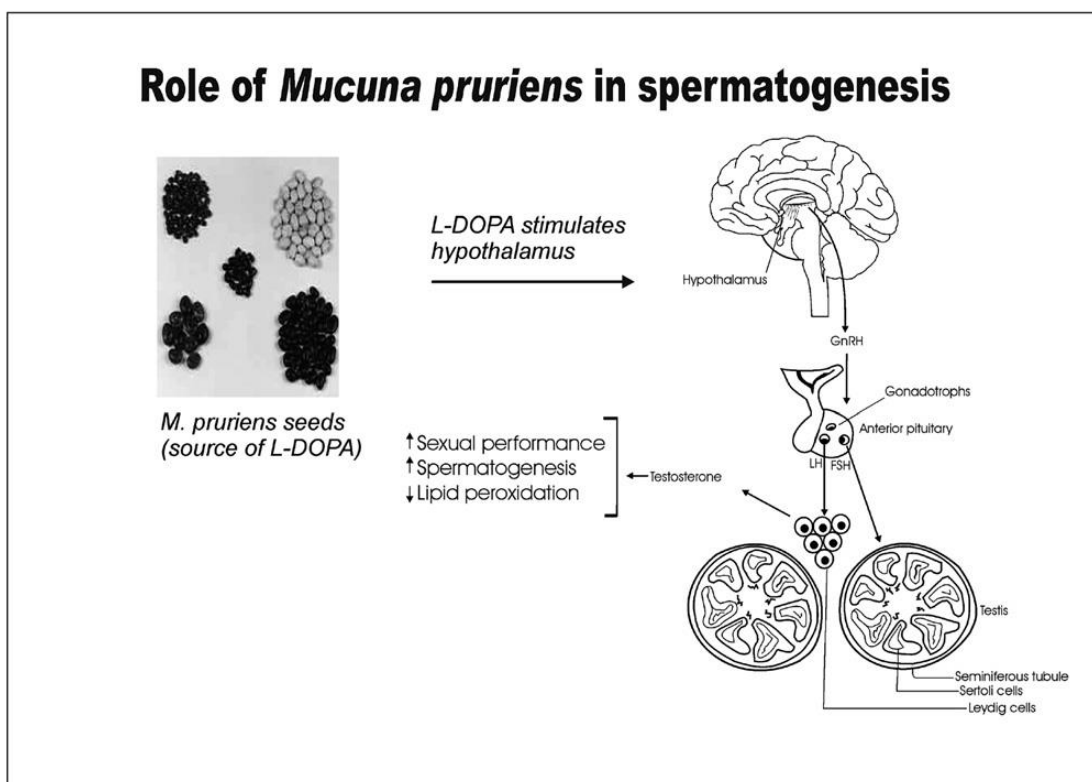 Role of Mucuna pruriens in spermatogenesis
L-DOPA stimulates
hypothalamus
Hypothalamus
GnRH
M. pruriens seeds
(source of L-DOPA)
Gonadotrophs
Anterior pituitary
LH
FSH
↑ Sexual performance
↑ Spermatogenesis
↓ Lipid peroxidation
Testosterone
Testis
Seminiferous tubule
Sertoli cells
Leydig cells